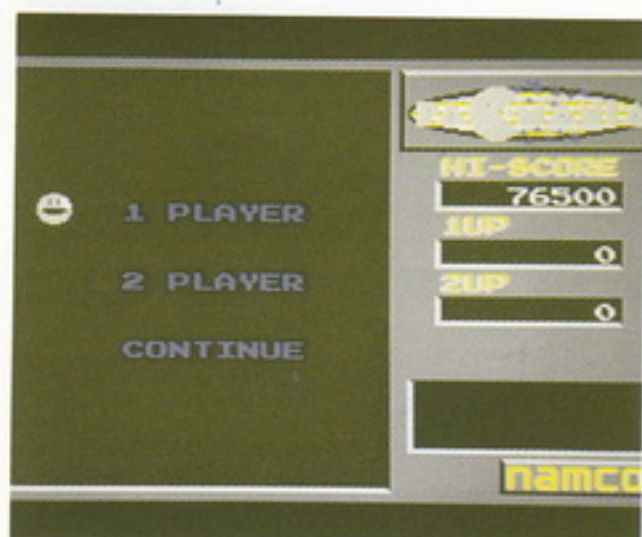 HI-SCORE
76500
1UP
0
2UP
0
1 PLAYER
2 PLAYER
CONTINUE
namco